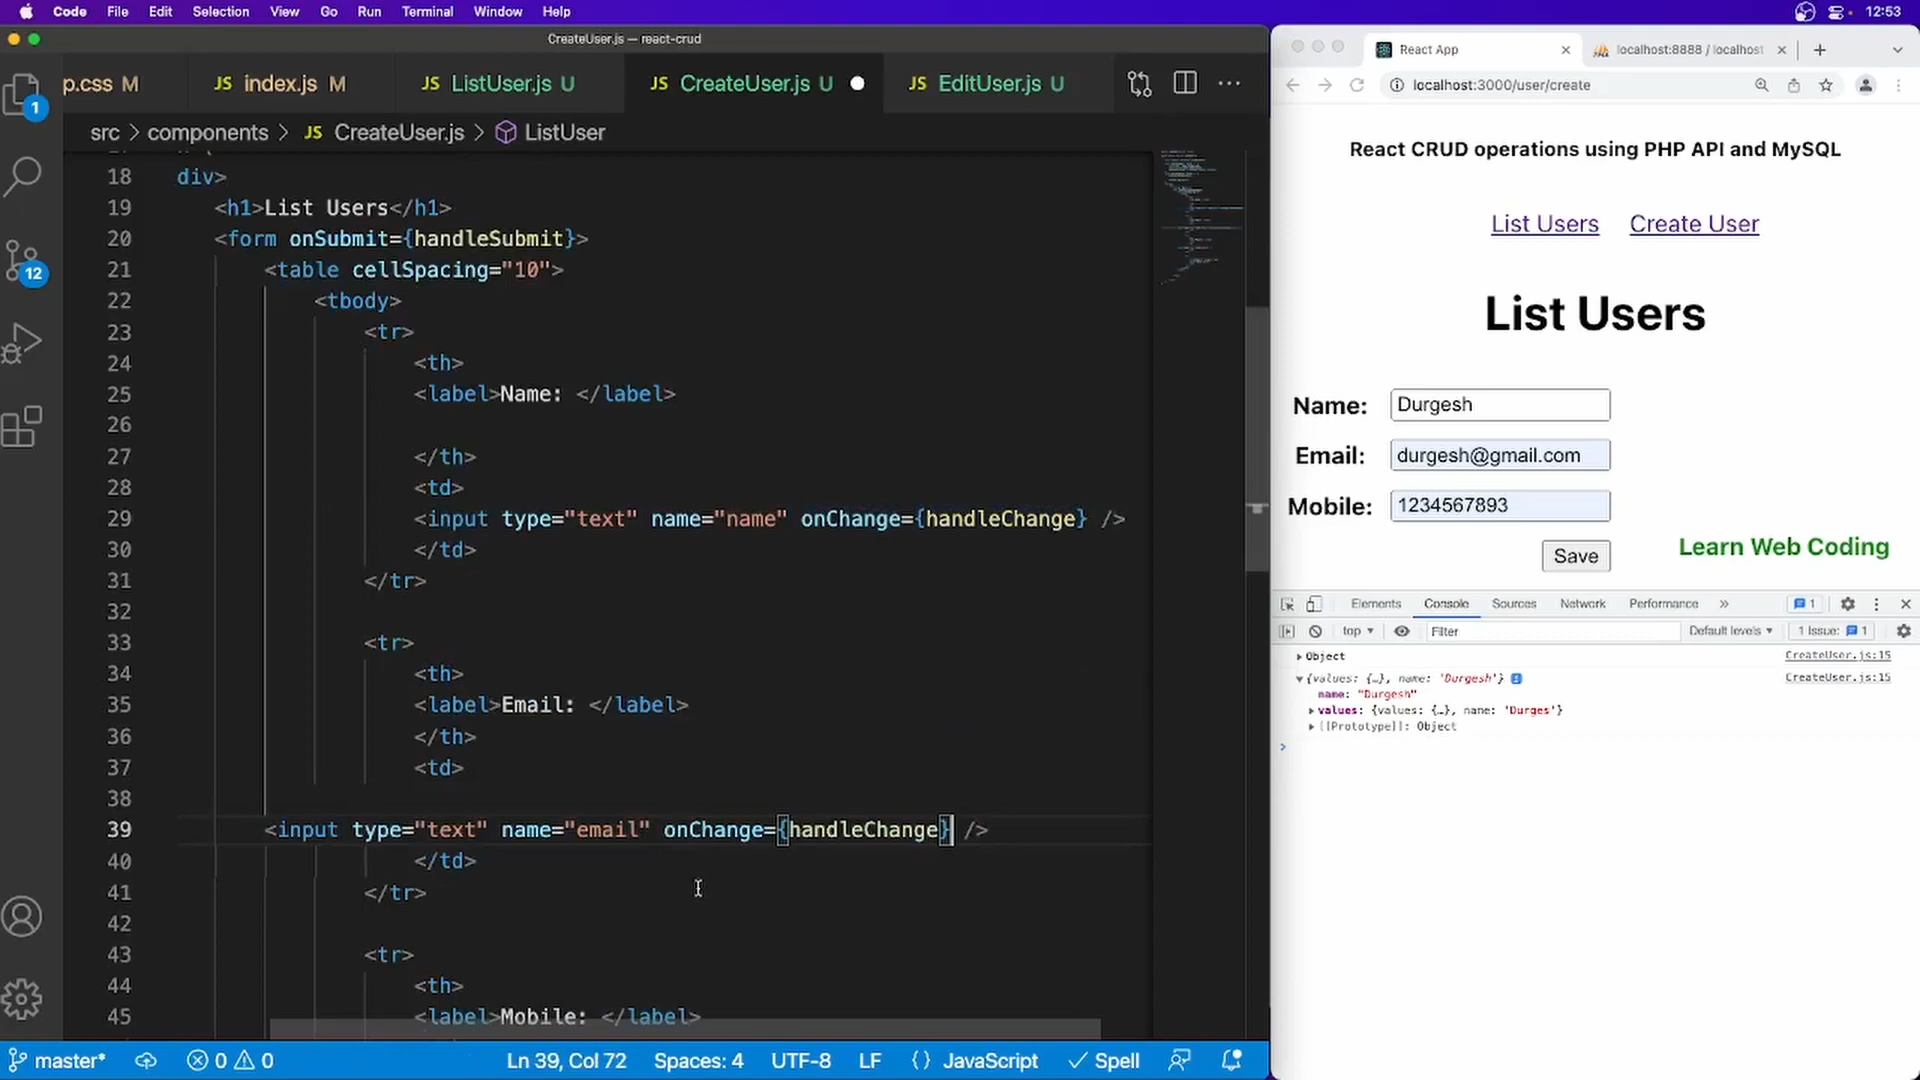 Code File Edit Selection View Go Run Terminal Window Help 12:53
CreateUser.js — react-crud
p.css M JS index.js M JS ListUser.js U JS CreateUser.js U JS EditUser.js U
src > components > JS CreateUser.js > ListUser
1
12
18 div>
19 <h1>List Users</h1>
20 <form onSubmit={handleSubmit}>
21 <table cellSpacing="10">
22 <tbody>
23 <tr>
24 <th>
25 <label>Name: </label>
26
27 </th>
28 <td>
29 <input type="text" name="name" onChange={handleChange} />
30 </td>
31 </tr>
32
33 <tr>
34 <th>
35 <label>Email: </label>
36 </th>
37 <td>
38
39 <input type="text" name="email" onChange={handleChange} />
40 </td>
41 </tr>
42
43 <tr>
44 <th>
45 <label>Mobile: </label>
master* 0 0 Ln 39, Col 72 Spaces: 4 UTF-8 LF {} JavaScript Spell
React App localhost:8888 / localhost
localhost:3000/user/create
React CRUD operations using PHP API and MySQL
List Users Create User
List Users
Name: Durgesh
Email: durgesh@gmail.com
Mobile: 1234567893
Save
Learn Web Coding
Elements Console Sources Network Performance » 1
top Filter Default levels 1 Issue: 1
Object CreateUser.js:15
{values: {…}, name: 'Durgesh'} CreateUser.js:15
name: "Durgesh"
values: {values: {…}, name: 'Durges'}
[[Prototype]]: Object